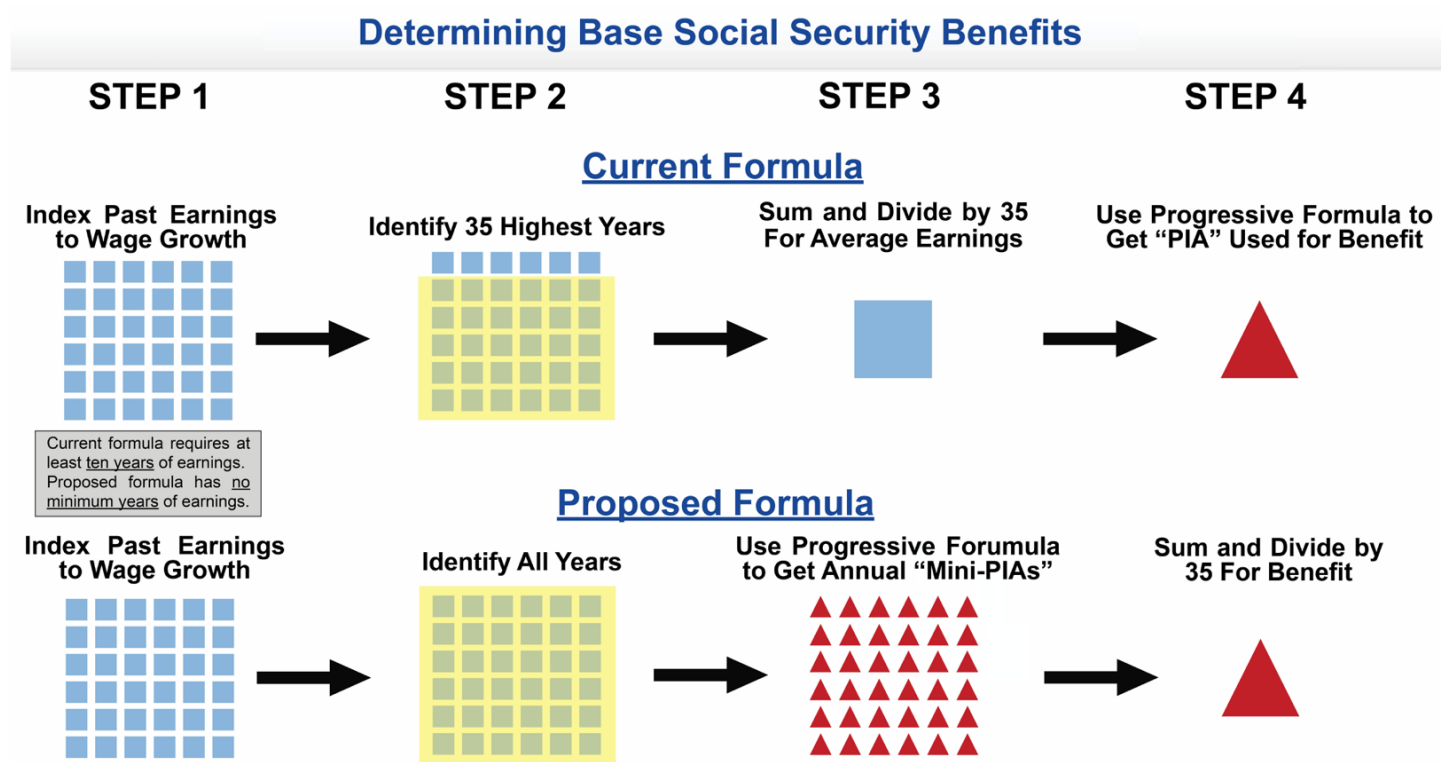 Determining Base Social Security Benefits
STEP 1
STEP 2
STEP 3
STEP 4
Current Formula
Index Past Earnings
to Wage Growth
Identify 35 Highest Years
Sum and Divide by 35
For Average Earnings
Use Progressive Formula to
Get “PIA” Used for Benefit
Current formula requires at
least ten years of earnings.
Proposed formula has no
minimum years of earnings.
Proposed Formula
Index Past Earnings
to Wage Growth
Identify All Years
Use Progressive Forumula
to Get Annual “Mini-PIAs”
Sum and Divide by
35 For Benefit